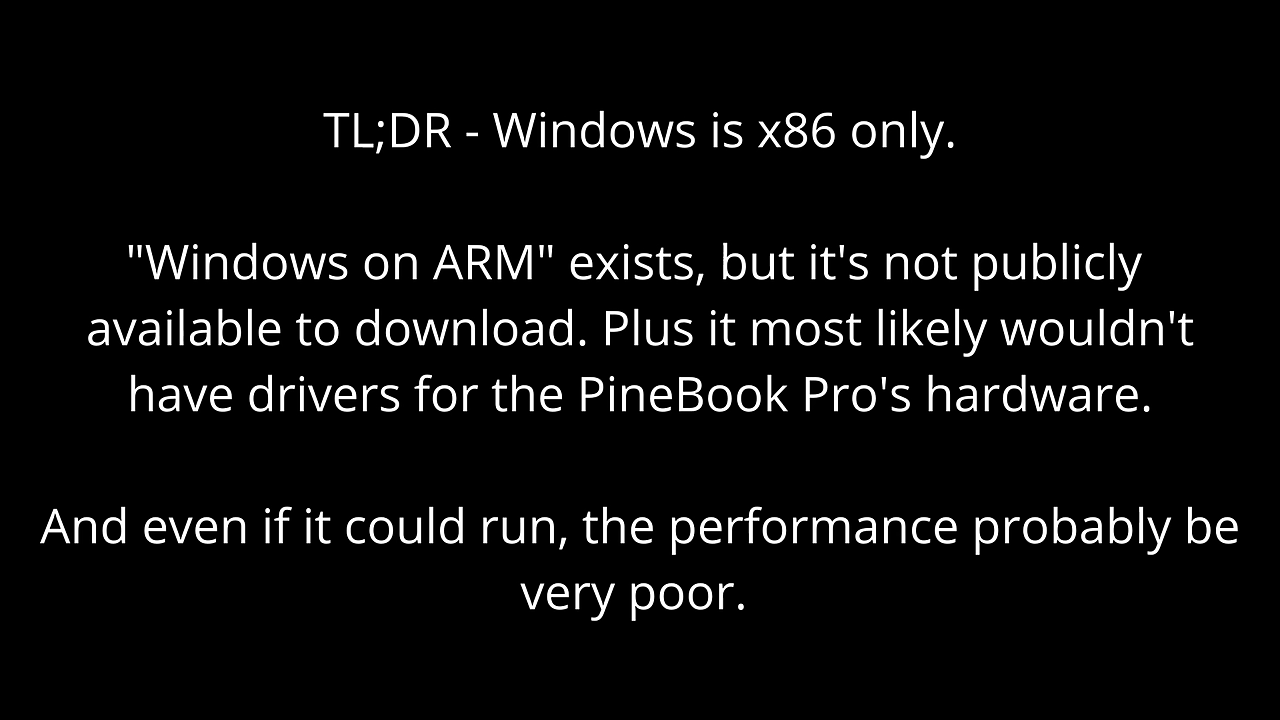 TL;DR - Windows is x86 only.
"Windows on ARM" exists, but it's not publicly
available to download. Plus it most likely wouldn't
have drivers for the PineBook Pro's hardware.
And even if it could run, the performance probably be
very poor.